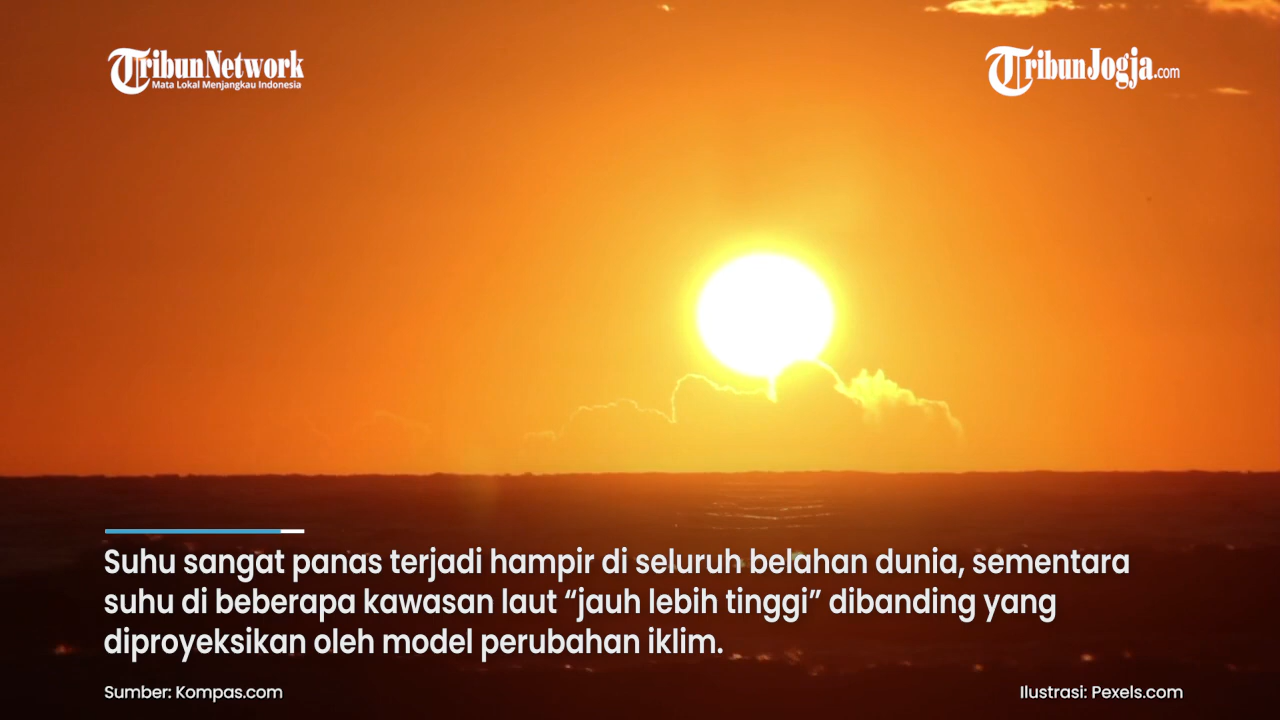 TribunNetwork
Mata Lokal Menjangkau Indonesia
TribunJogja.com
Suhu sangat panas terjadi hampir di seluruh belahan dunia, sementara
suhu di beberapa kawasan laut “jauh lebih tinggi” dibanding yang
diproyeksikan oleh model perubahan iklim.
Sumber: Kompas.com
Ilustrasi: Pexels.com